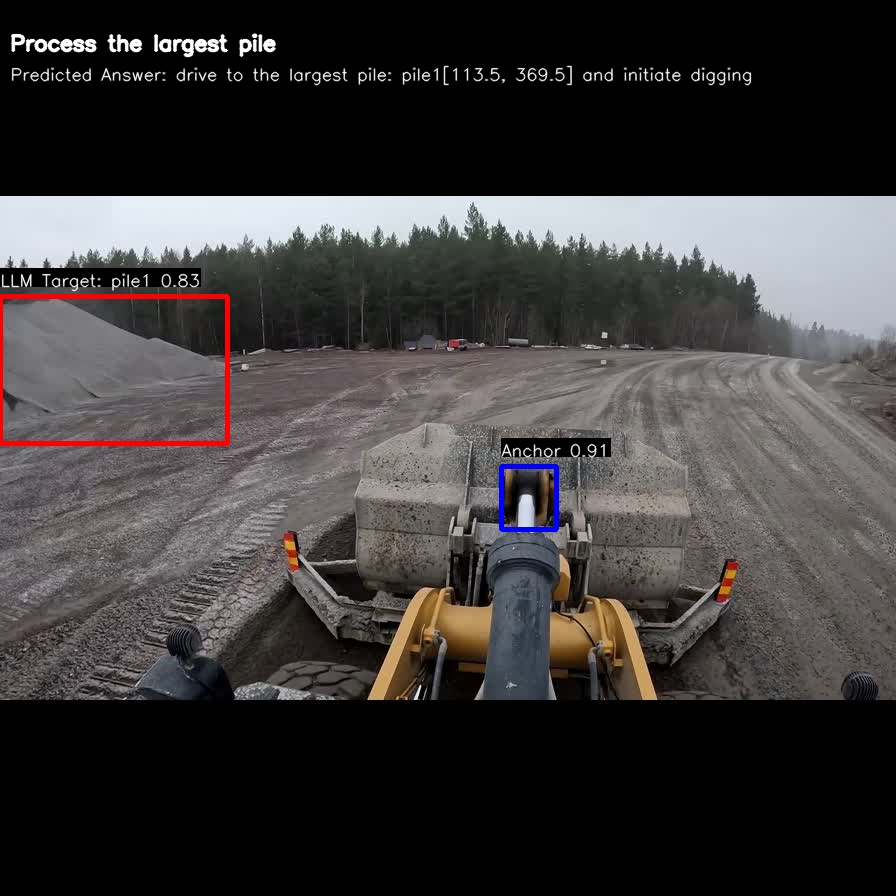 Process the largest pile
Predicted Answer: drive to the largest pile: pile1[113.5, 369.5] and initiate digging
LLM Target: pile1 0.83
Anchor 0.91